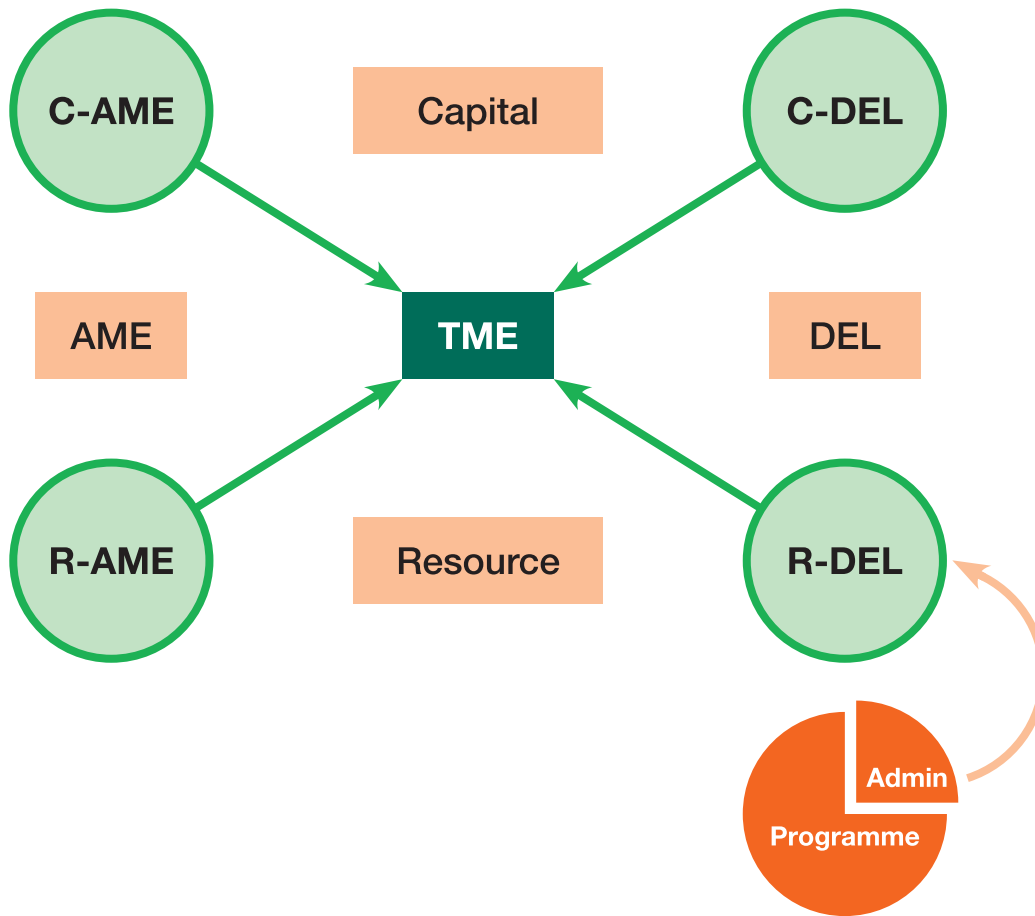 C-AME
Capital
C-DEL
AME
TME
DEL
R-AME
Resource
R-DEL
Admin
Programme